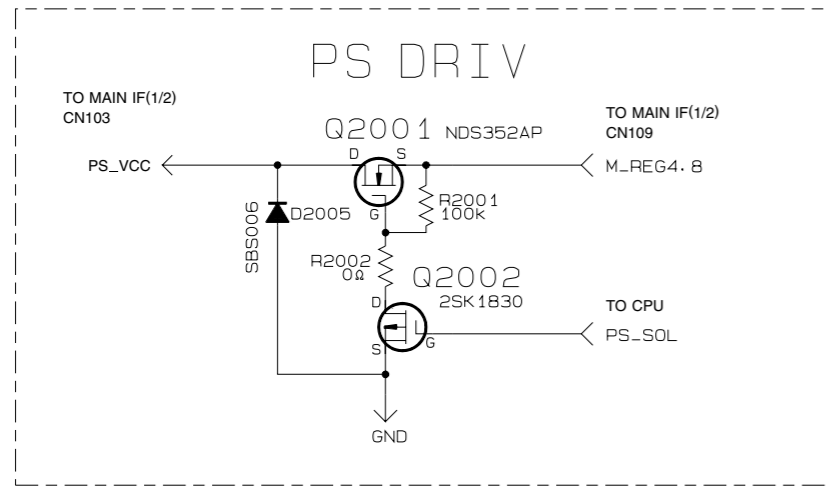 PS DRIV
TO MAIN IF(1/2)
CN103
TO MAIN IF(1/2)
CN109
Q2001 NDS352AP
D
S
PS_VCC
M_REG4.8
G
R2001
100k
SBS006
D2005
R2002
0Ω
Q2002
2SK1830
D
TO CPU
PS_SOL
G
S
GND